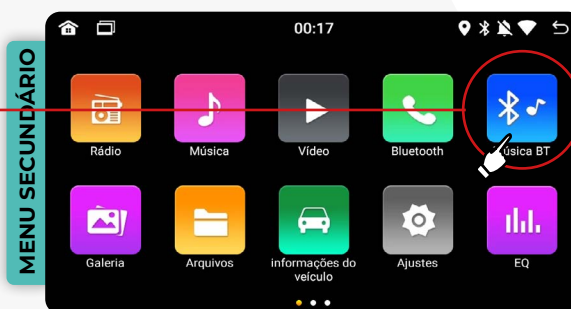 MENU SECUNDÁRIO
00:17
Rádio
Música
Vídeo
Bluetooth
úsica BT
Galeria
Arquivos
informações do
veículo
Ajustes
EQ